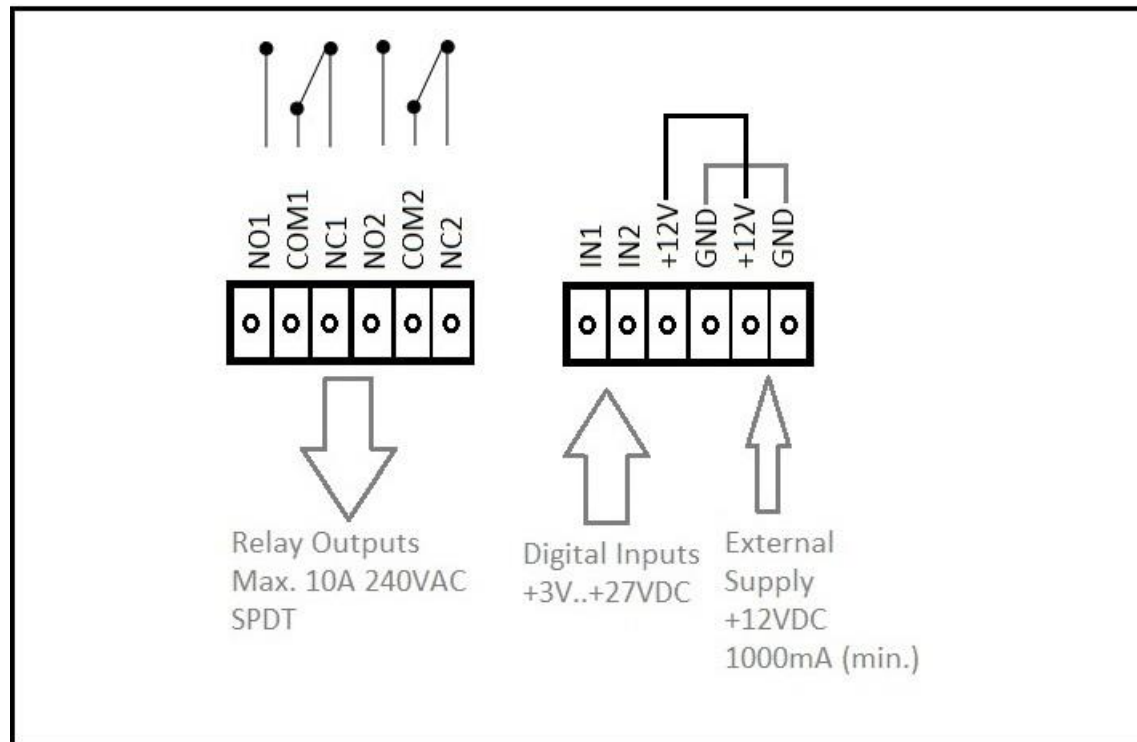 NO1
COM1
NC1
NO2
COM2
NC2
IN1
IN2
+12V
GND
+12V
GND
Relay Outputs
Max. 10A 240VAC
SPDT
Digital Inputs
+3V..+27VDC
External
Supply
+12VDC
1000mA (min.)